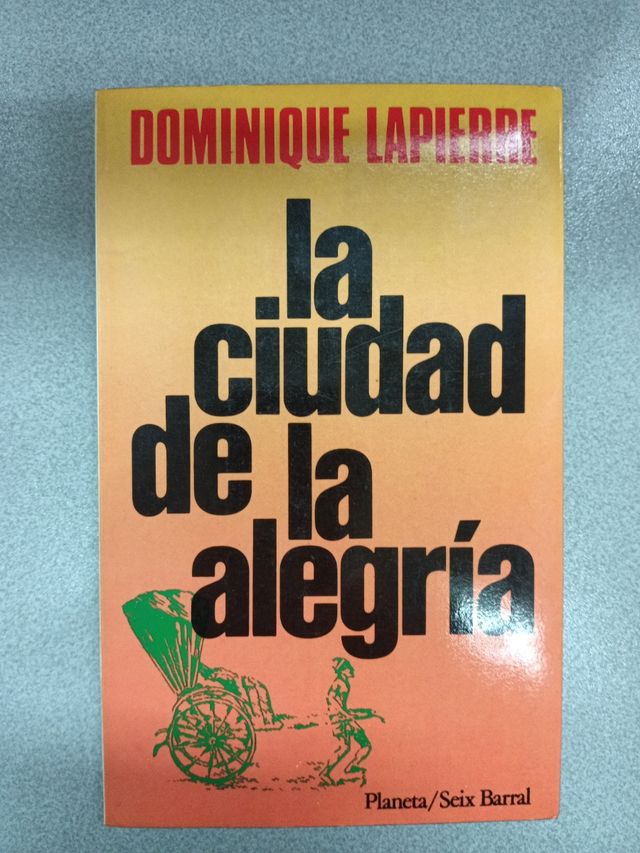 DOMINIQUE LAPIERRE
la
ciudad
de la
alegría
Planeta/Seix Barral